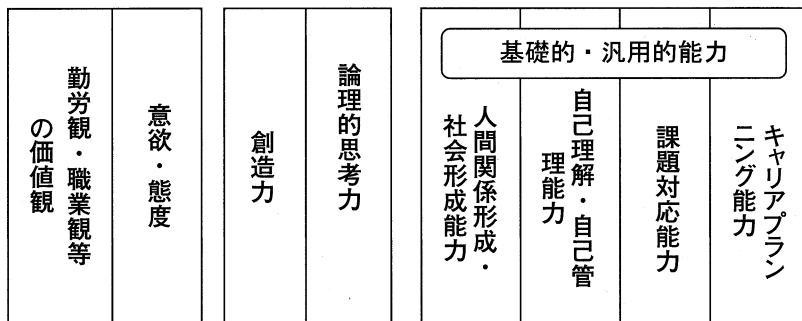 勤労観・職業観等
の価値観
意欲・態度
創造力
論理的思考力
基礎的・汎用的能力
人間関係形成・
社会形成能力
自己理解・自己管
理能力
課題対応能力
キャリアプラン
ニング能力